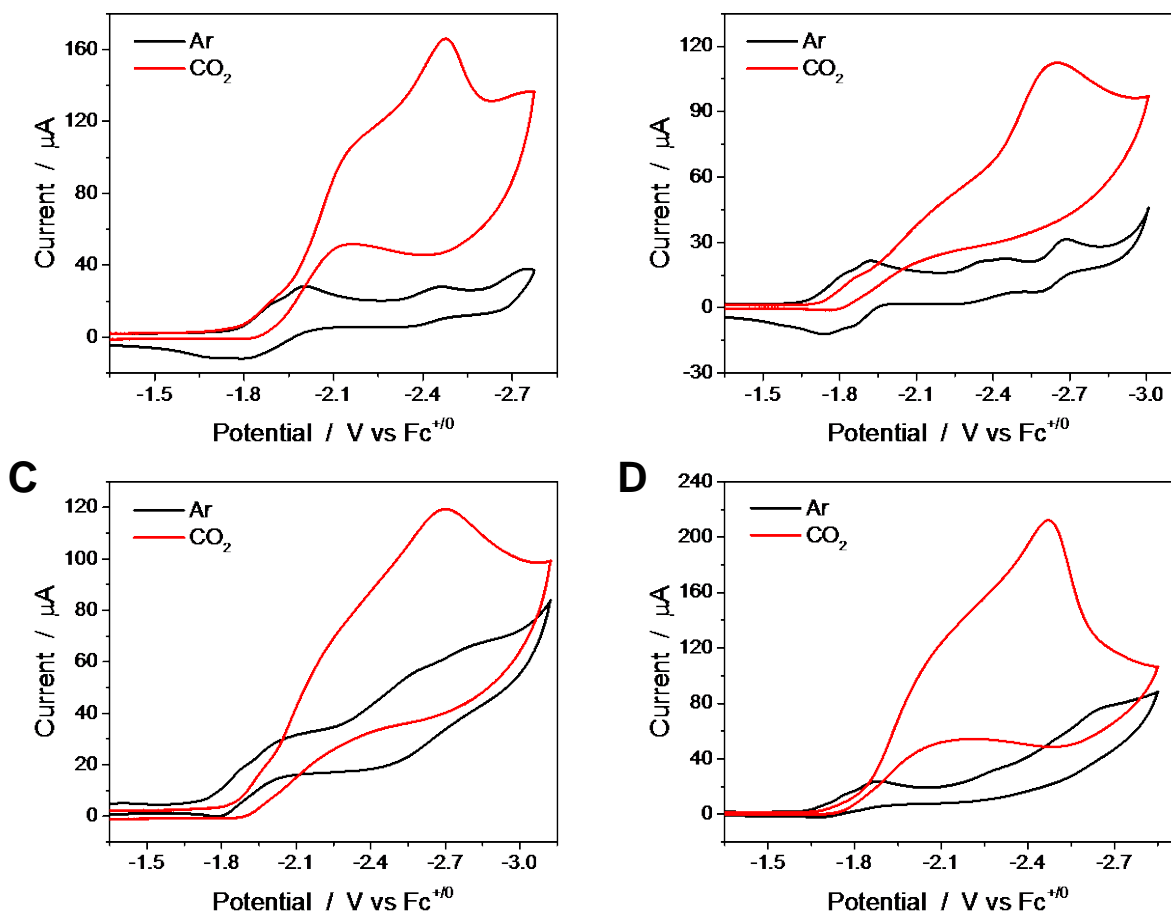 Ar
CO2
Current / μA
160
120
80
40
0
-1.5
-1.8
-2.1
-2.4
-2.7
Potential / V vs Fc+/0
Ar
CO2
Current / μA
120
90
60
30
0
-30
-1.5
-1.8
-2.1
-2.4
-2.7
-3.0
Potential / V vs Fc+/0
C
Ar
CO2
Current / μA
120
100
80
60
40
20
0
-1.5
-1.8
-2.1
-2.4
-2.7
-3.0
Potential / V vs Fc+/0
D
Ar
CO2
Current / μA
240
200
160
120
80
40
0
-1.5
-1.8
-2.1
-2.4
-2.7
Potential / V vs Fc+/0